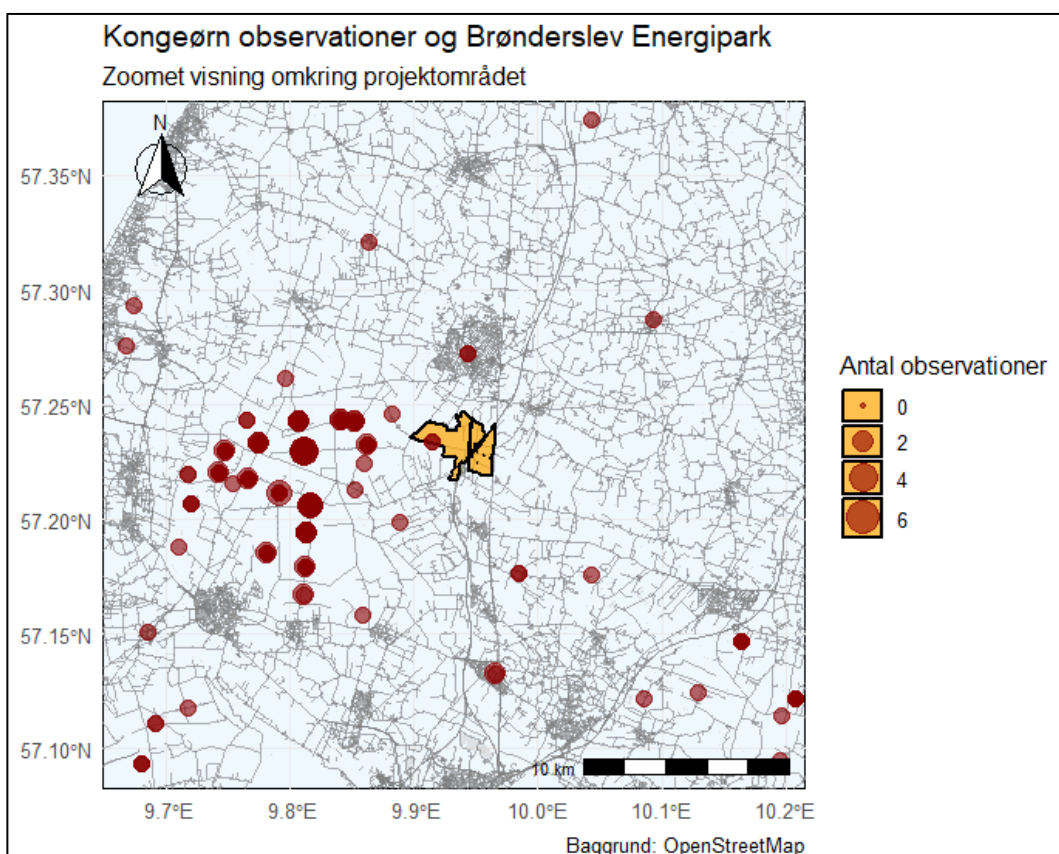 Kongeørn observationer og Brønderslev Energipark
Zoomet visning omkring projektområdet
N
57.35°N
57.30°N
57.25°N
57.20°N
57.15°N
57.10°N
10 km
9.7°E
9.8°E
9.9°E
10.0°E
10.1°E
10.2°E
Baggrund: OpenStreetMap
Antal observationer
0
2
4
6